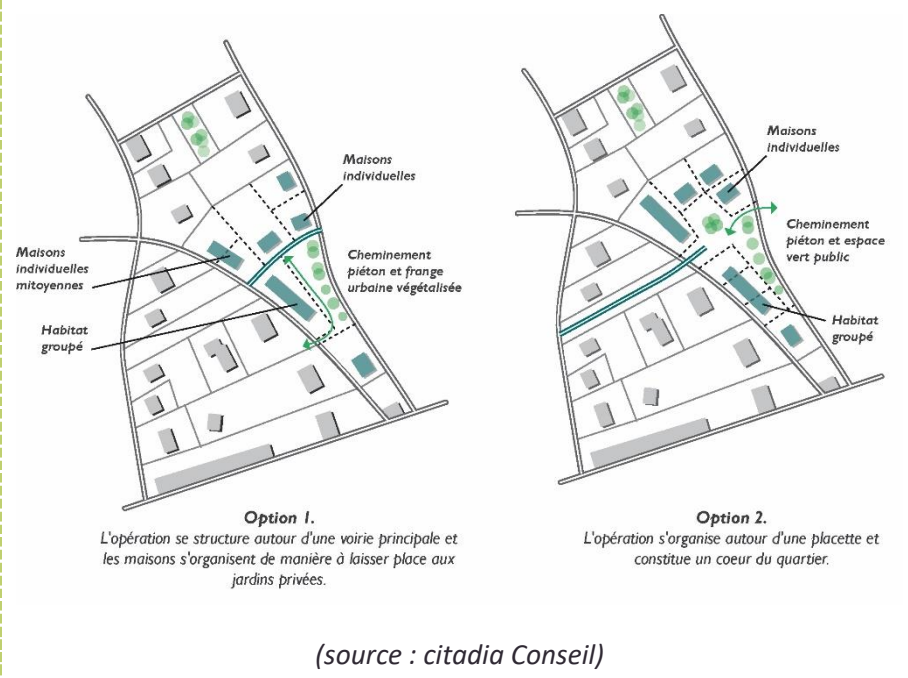 Maisons
individuelles
Maisons
individuelles
mitoyennes
Cheminement
piéton et frange
urbaine végétalisée
Habitat
groupé
Option 1.
L'opération se structure autour d'une voirie principale et
les maisons s'organisent de manière à laisser place aux
jardins privées.
Maisons
individuelles
Cheminement
piéton et espace
vert public
Habitat
groupé
Option 2.
L'opération s'organise autour d'une placette et
constitue un coeur du quartier.
(source : citadia Conseil)